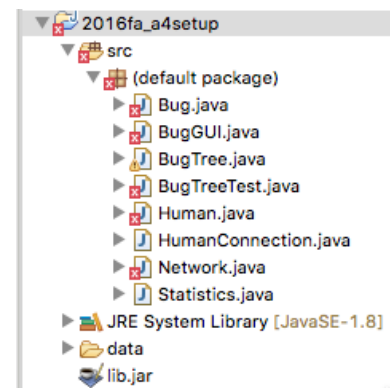 2016fa_a4setup
src
(default package)
Bug.java
BugGUI.java
BugTree.java
BugTreeTest.java
Human.java
HumanConnection.java
Network.java
Statistics.java
JRE System Library [JavaSE-1.8]
data
lib.jar